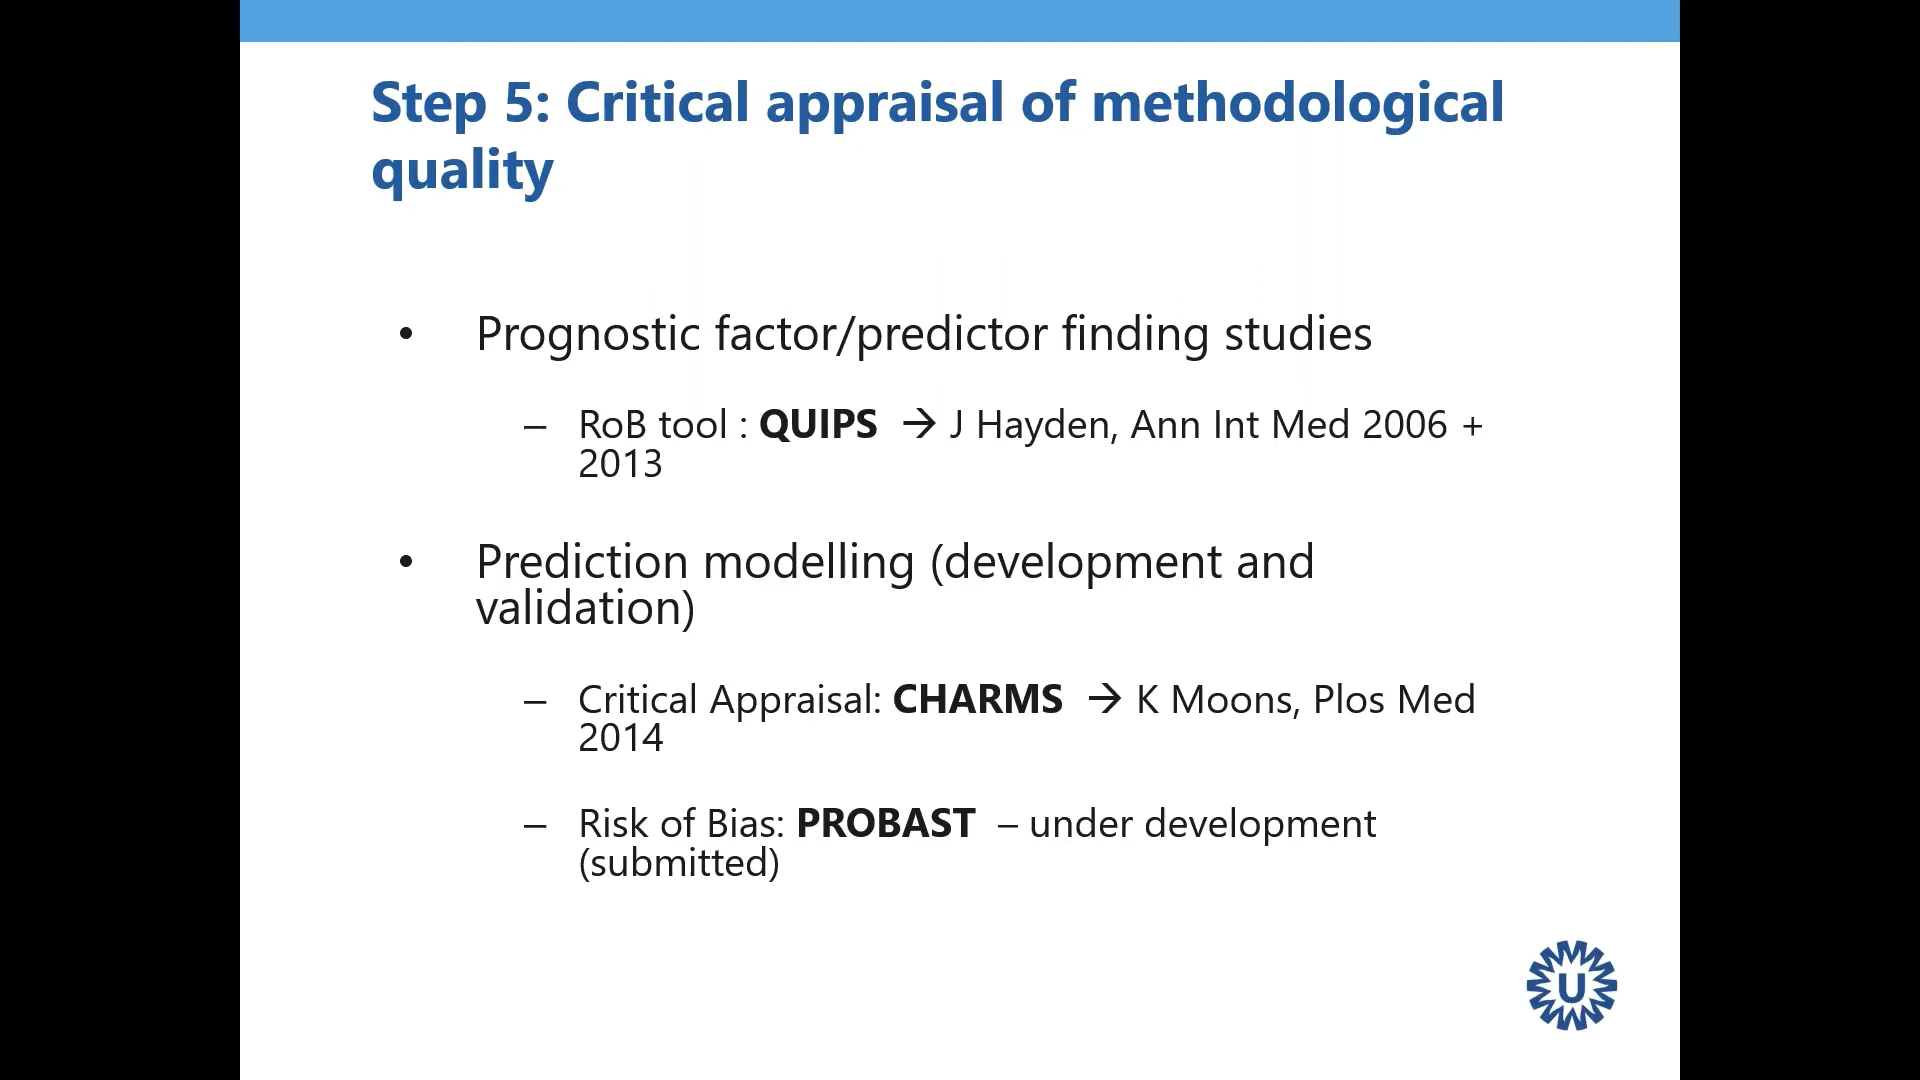 Step 5: Critical appraisal of methodological
quality
• Prognostic factor/predictor finding studies
– RoB tool : QUIPS → J Hayden, Ann Int Med 2006 +
2013
• Prediction modelling (development and
validation)
– Critical Appraisal: CHARMS → K Moons, Plos Med
2014
– Risk of Bias: PROBAST – under development
(submitted)
U